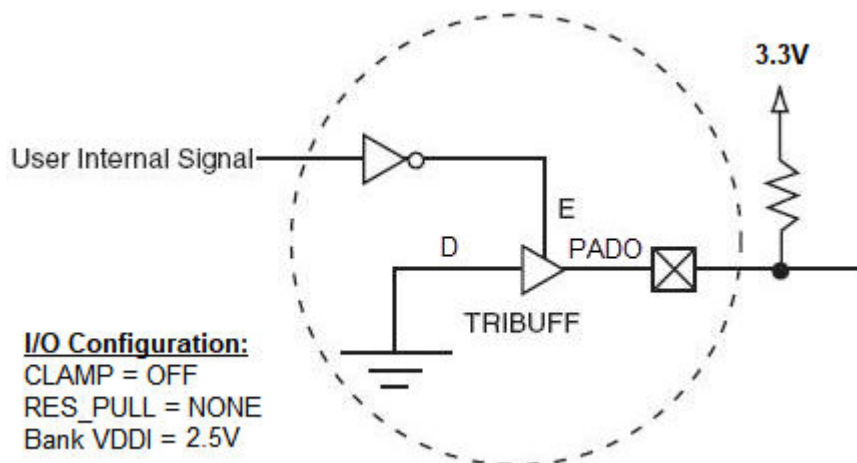 3.3V
User Internal Signal
E
D
PADO
TRIBUFF
I/O Configuration:
CLAMP = OFF
RES_PULL = NONE
Bank VDDI = 2.5V